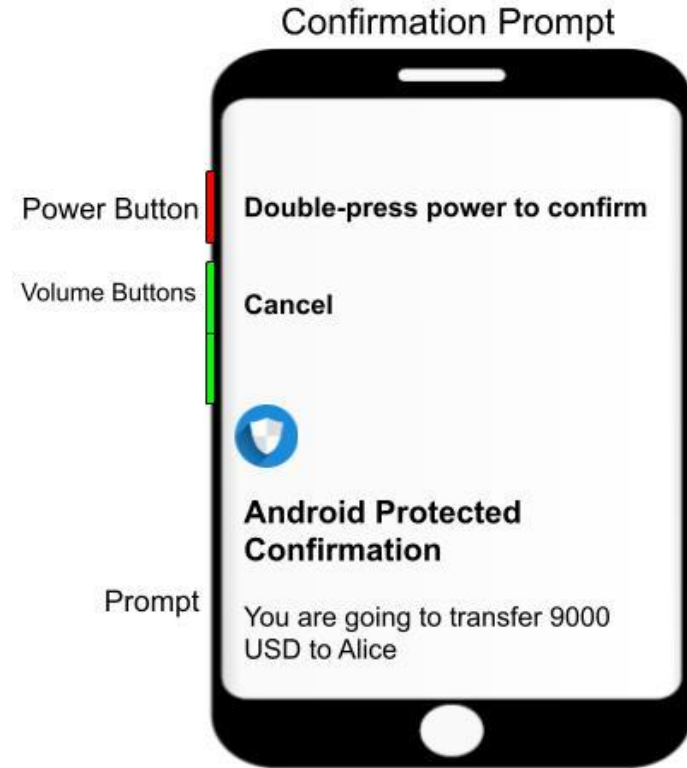 Confirmation Prompt
Power Button
Double-press power to confirm
Volume Buttons
Cancel
Android Protected
Confirmation
Prompt
You are going to transfer 9000
USD to Alice